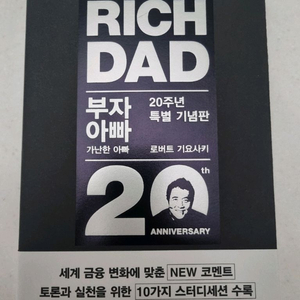 RICH
DAD
부자
아빠
가난한 아빠
20주년
특별 기념판
로버트 기요사키
20th
ANNIVERSARY
세계 금융 변화에 맞춘 NEW 코멘트
토론과 실천을 위한 10가지 스터디세션 수록